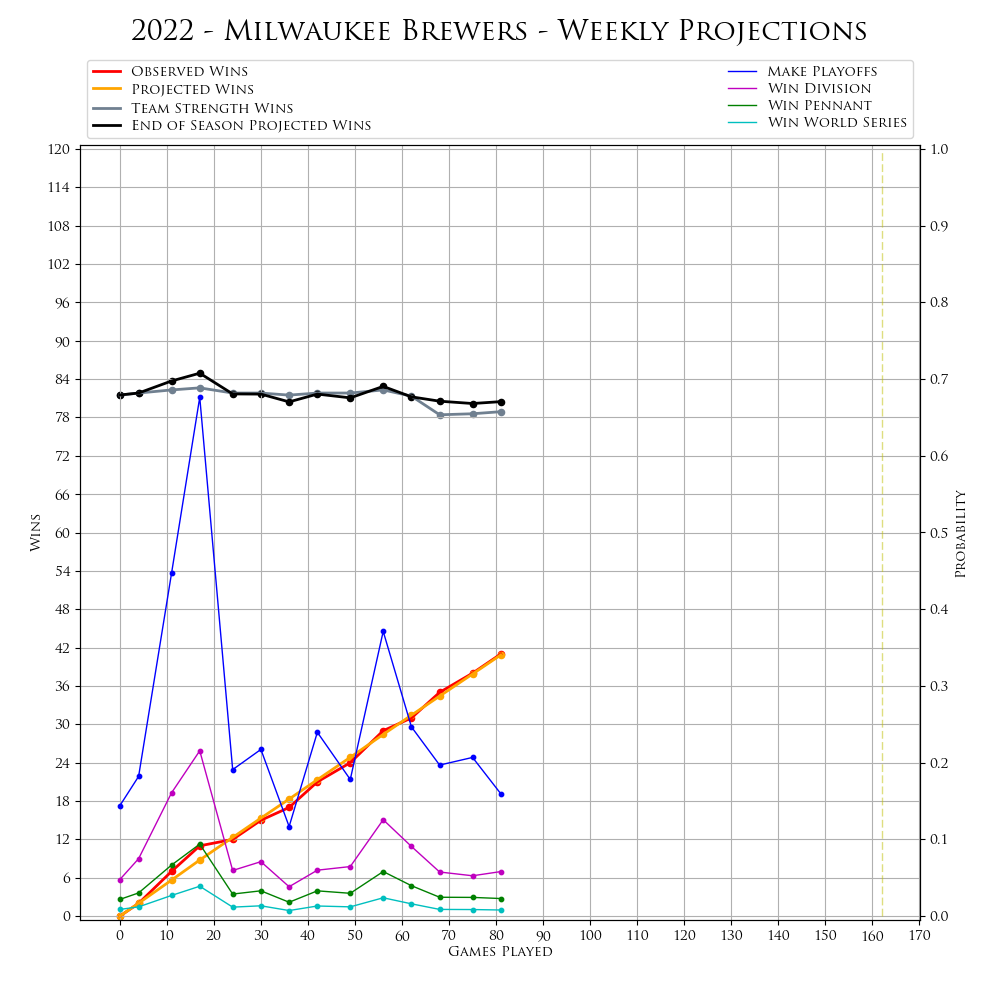 2022 - Milwaukee Brewers - Weekly Projections
Observed Wins
Projected Wins
Team Strength Wins
End of Season Projected Wins
Make Playoffs
Win Division
Win Pennant
Win World Series
120
114
108
102
96
90
84
78
72
66
60
54
48
42
36
30
24
18
12
6
0
Wins
1.0
0.9
0.8
0.7
0.6
0.5
0.4
0.3
0.2
0.1
0.0
Probability
0 10 20 30 40 50 60 70 80 90 100 110 120 130 140 150 160 170
Games Played